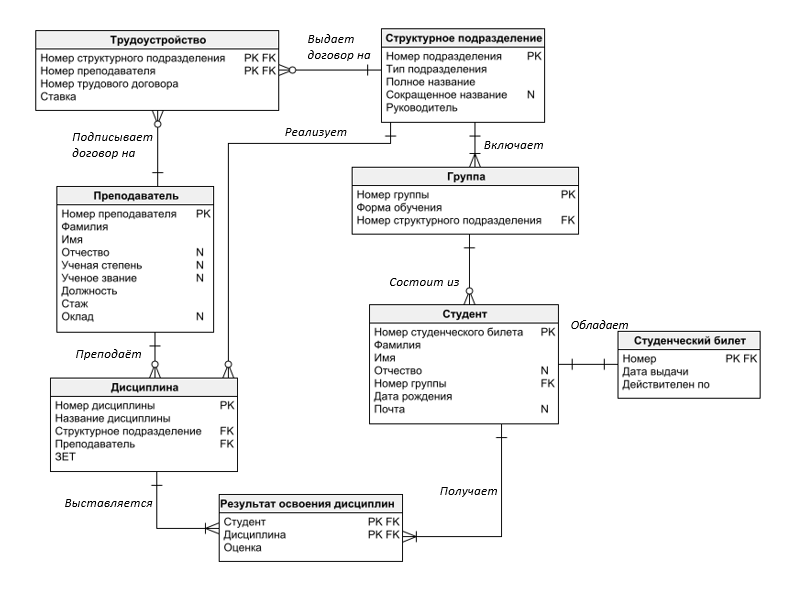 Трудоустройство
Номер структурного подразделения PK FK
Номер преподавателя PK FK
Номер трудового договора
Ставка
Выдает
договор на
Структурное подразделение
Номер подразделения PK
Тип подразделения
Полное название
Сокращенное название N
Руководитель
Подписывает
договор на
Реализует
Включает
Группа
Номер группы PK
Форма обучения
Номер структурного подразделения FK
Преподаватель
Номер преподавателя PK
Фамилия
Имя
Отчество N
Ученая степень N
Ученое звание N
Должность
Стаж
Оклад N
Состоит из
Студент
Номер студенческого билета PK
Фамилия
Имя
Отчество N
Номер группы FK
Дата рождения
Почта N
Обладает
Студенческий билет
Номер PK FK
Дата выдачи
Действителен по
Преподаёт
Дисциплина
Номер дисциплины PK
Название дисциплины
Структурное подразделение FK
Преподаватель FK
ЗЕТ
Выставляется
Получает
Результат освоения дисциплин
Студент PK FK
Дисциплина PK FK
Оценка